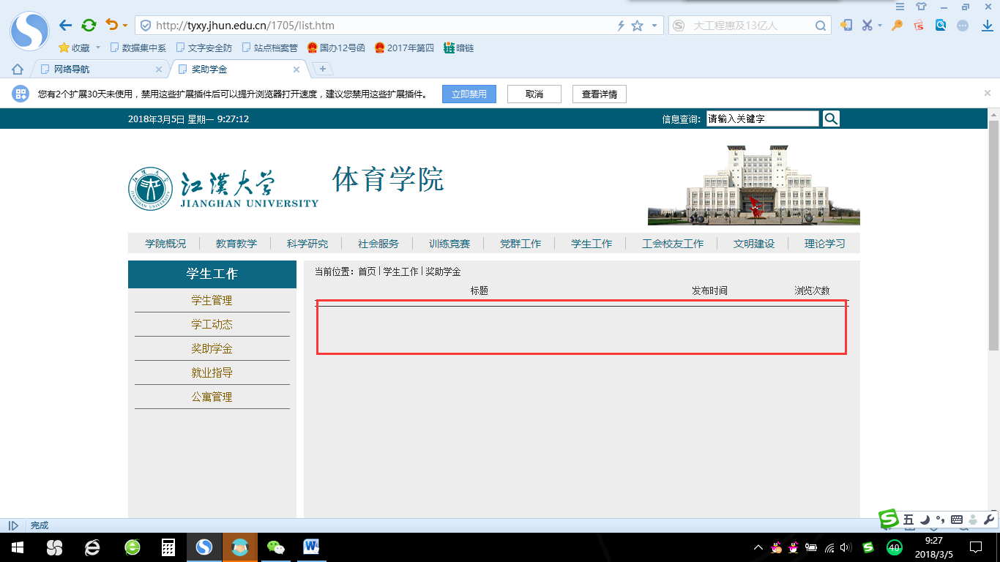 http://tyxy.jhun.edu.cn/1705/list.htm
大工程惠及13亿人
收藏 数据集中系 文字安全防 站点档案管 国办12号函 2017年第四 暗链
网络导航 奖助学金
您有2个扩展30天未使用，禁用这些扩展插件后可以提升浏览器打开速度，建议您禁用这些扩展插件。 立即禁用 取消 查看详情
2018年3月5日 星期一 9:27:12 信息查询: 请输入关键字
江漢大学 体育学院
JIANGHAN UNIVERSITY
学院概况 教育教学 科学研究 社会服务 训练竞赛 党群工作 学生工作 工会校友工作 文明建设 理论学习
学生工作
学生管理
学工动态
奖助学金
就业指导
公寓管理
当前位置：首页 | 学生工作 | 奖助学金
标题 发布时间 浏览次数
完成
五
40
9:27
2018/3/5